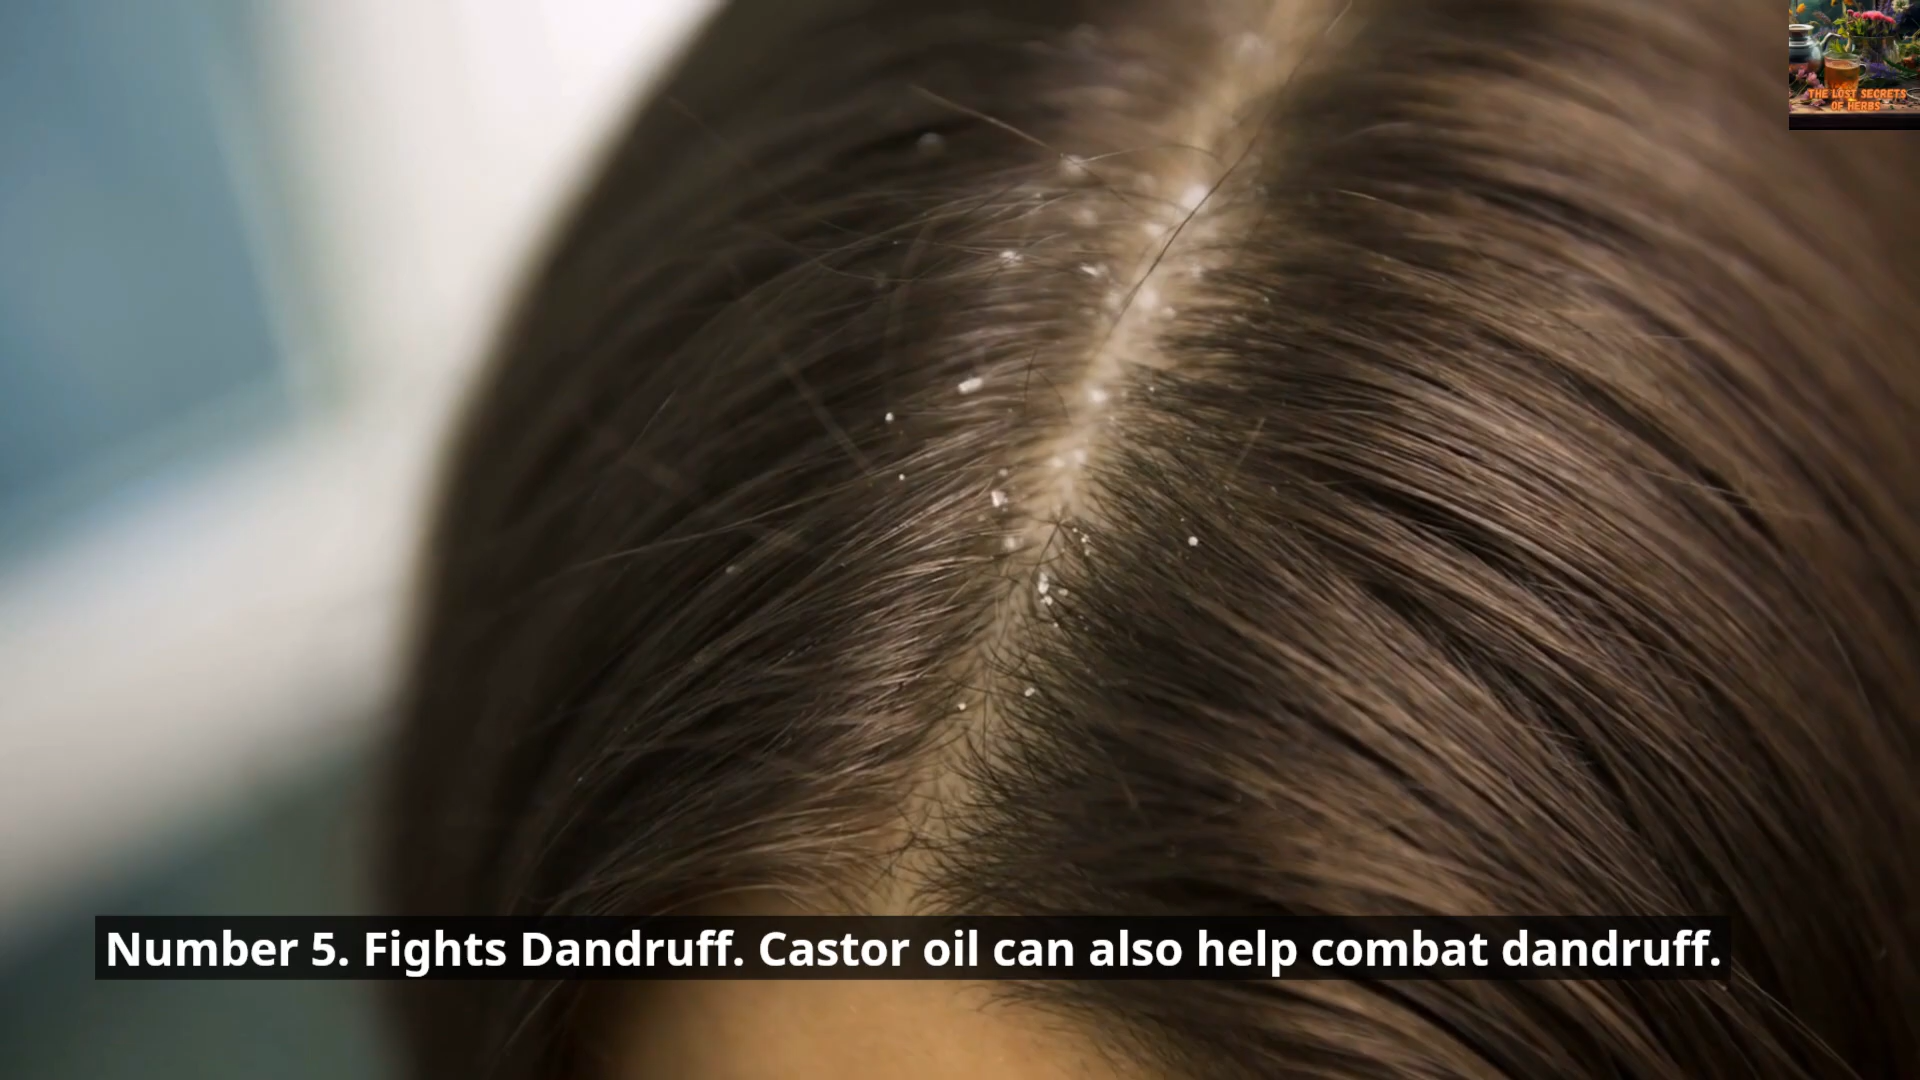 THE LOST SECRETS
OF HERBS
Number 5. Fights Dandruff. Castor oil can also help combat dandruff.